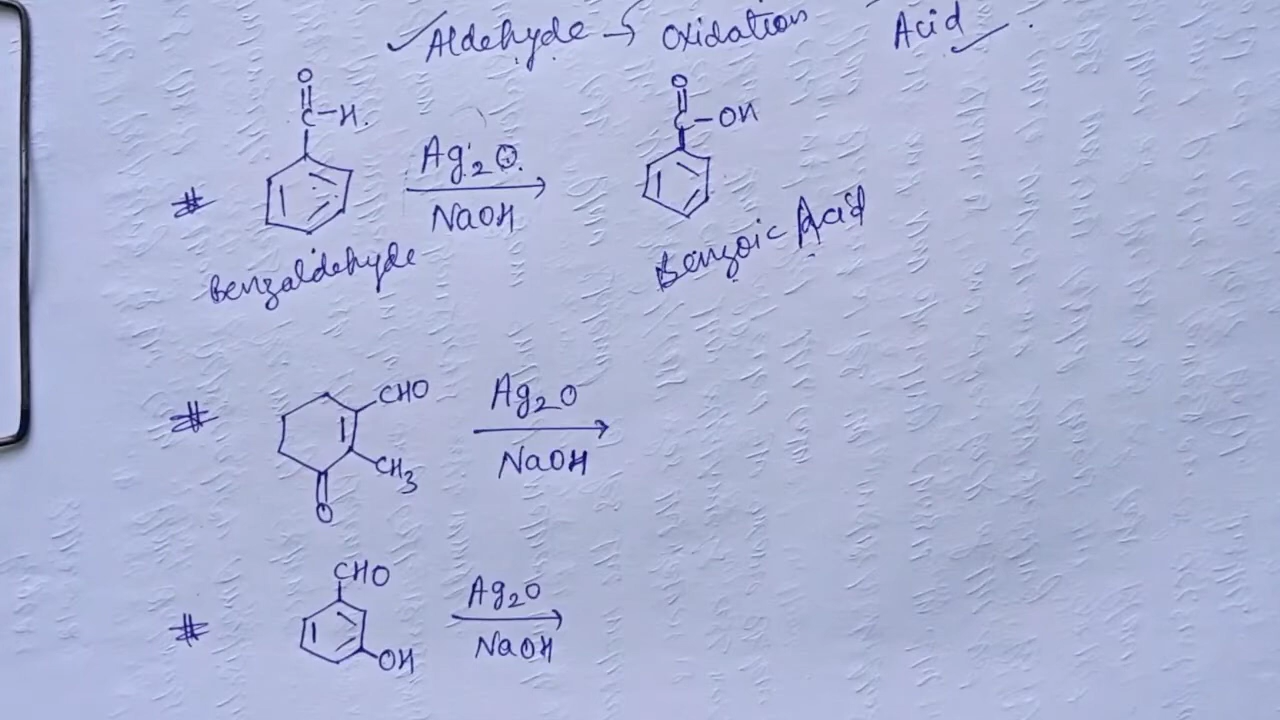 ✓Aldehyde → Oxidation Acid ✓.
O
C-H.
Ag₂O.
NaOH
Benzaldehyde
O
C-OH
Benzoic Acid
#
# CHO
CH₃
O
Ag₂O
NaOH
# CHO
OH
Ag₂O
NaOH